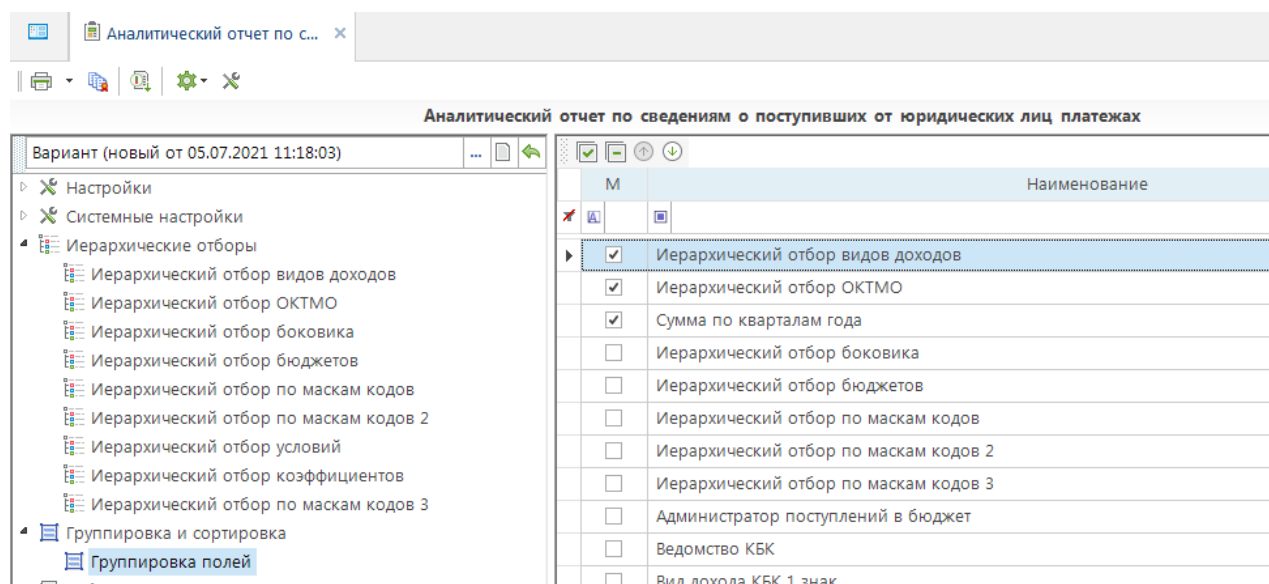 Аналитический отчет по с...
Аналитический отчет по сведениям о поступивших от юридических лиц платежах
Вариант (новый от 05.07.2021 11:18:03)
...
Настройки
Системные настройки
Иерархические отборы
Иерархический отбор видов доходов
Иерархический отбор ОКТМО
Иерархический отбор боковика
Иерархический отбор бюджетов
Иерархический отбор по маскам кодов
Иерархический отбор по маскам кодов 2
Иерархический отбор условий
Иерархический отбор коэффициентов
Иерархический отбор по маскам кодов 3
Группировка и сортировка
Группировка полей
М Наименование
Иерархический отбор видов доходов
Иерархический отбор ОКТМО
Сумма по кварталам года
Иерархический отбор боковика
Иерархический отбор бюджетов
Иерархический отбор по маскам кодов
Иерархический отбор по маскам кодов 2
Иерархический отбор по маскам кодов 3
Администратор поступлений в бюджет
Ведомство КБК
Вид дохода КБК 1 знак